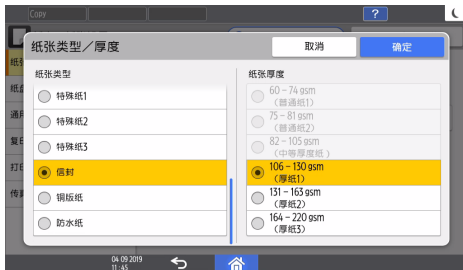 Copy
?
纸张类型／厚度
取消
确定
纸张类型
特殊纸1
特殊纸2
特殊纸3
信封
铜版纸
防水纸
纸张厚度
60 – 74 gsm
（普通纸1）
75 – 81 gsm
（普通纸2）
82 – 105 gsm
（中等厚度纸）
106 – 130 gsm
（厚纸1）
131 – 163 gsm
（厚纸2）
164 – 220 gsm
（厚纸3）
04 09 2019
11:45